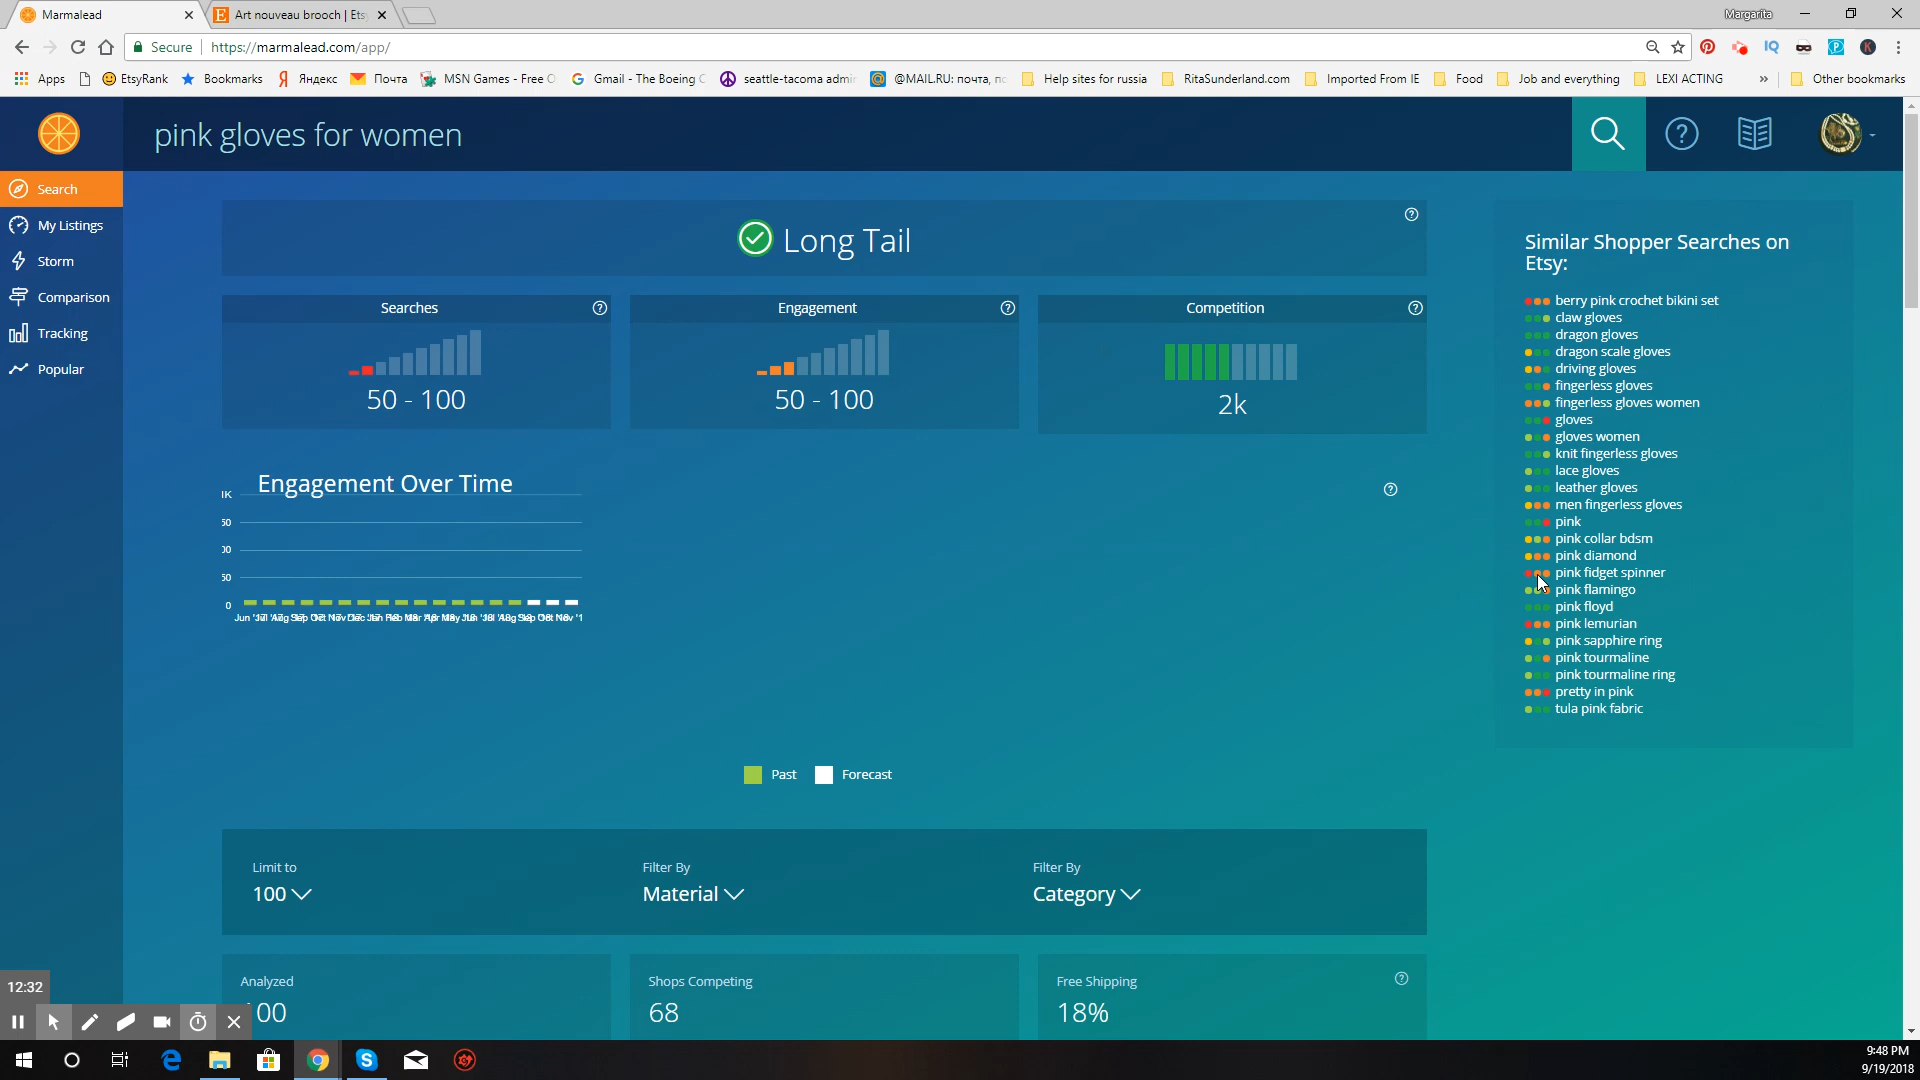 Marmalead
Art nouveau brooch | Ets
Margarita
Secure
https://marmalead.com/app/
Apps
EtsyRank
Bookmarks
Яндекс
Почта
MSN Games - Free O
Gmail - The Boeing C
seattle-tacoma admi
@MAIL.RU: почта, по
Help sites for russia
RitaSunderland.com
Imported From IE
Food
Job and everything
LEXI ACTING
Other bookmarks
pink gloves for women
Search
My Listings
Storm
Comparison
Tracking
Popular
Long Tail
Searches
50 - 100
Engagement
50 - 100
Competition
2k
Engagement Over Time
0
Past
Forecast
Limit to
100
Filter By
Material
Filter By
Category
Analyzed
Shops Competing
68
Free Shipping
18%
Similar Shopper Searches on
Etsy:
berry pink crochet bikini set
claw gloves
dragon gloves
dragon scale gloves
driving gloves
fingerless gloves
fingerless gloves women
gloves
gloves women
knit fingerless gloves
lace gloves
leather gloves
men fingerless gloves
pink
pink collar bdsm
pink diamond
pink fidget spinner
pink flamingo
pink floyd
pink lemurian
pink sapphire ring
pink tourmaline
pink tourmaline ring
pretty in pink
tula pink fabric
12:32
9:48 PM
9/19/2018